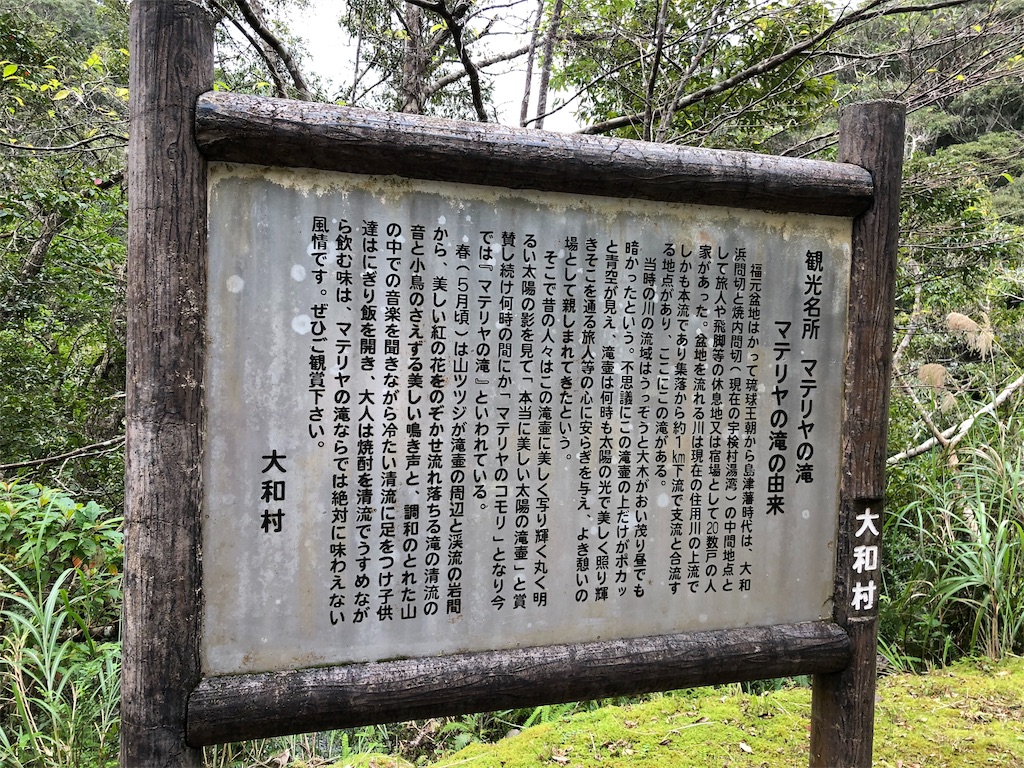 観光名所　マテリヤの滝
マテリヤの滝の由来
福元盆地はかつて琉球王朝から島津藩時代は、大和
浜間切と焼内間切（現在の宇検村湯湾）の中間地点と
して旅人や飛脚等の休息地又は宿場として20数戸の人
家があった。盆地を流れる川は現在の住用川の上流で
しかも本流であり集落から約1㎞下流で支流と合流す
る地点があり、ここにこの滝がある。
当時の川の流域はうっそうと大木がおい茂り昼でも
暗かったという。不思議にこの滝壷の上だけがポカッ
と青空が見え、滝壷は何時も太陽の光で美しく照り輝
きそこを通る旅人等の心に安らぎを与え、よき憩いの
場として親しまれてきたという。
そこで昔の人々はこの滝壷に美しく写り輝く丸く明
るい太陽の影を見て「本当に美しい太陽の滝壷」と賞
賛し続け何時の間にか「マテリヤのコモリ」となり今
では『マテリヤの滝』といわれている。
春（5月頃）は山ツツジが滝壷の周辺と渓流の岩間
から、美しい紅の花をのぞかせ流れ落ちる滝の清流の
音と小鳥のさえずる美しい鳴き声と、調和のとれた山
の中での音楽を聞きながら冷たい清流に足をつけ子供
達はにぎり飯を開き、大人は焼酎を清流でうすめなが
ら飲む味は、マテリヤの滝ならでは絶対に味わえない
風情です。ぜひご観賞下さい。
大和村
大和村